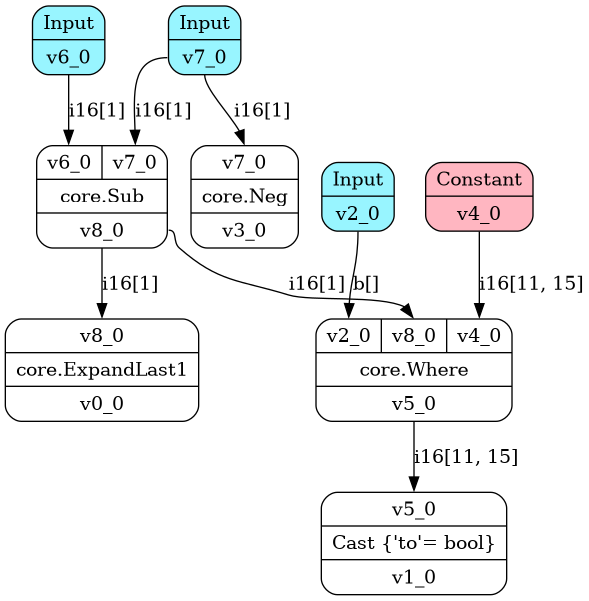 Input
v6_0
Input
v7_0
i16[1]
i16[1]
i16[1]
v6_0 v7_0
core.Sub
v8_0
v7_0
core.Neg
v3_0
Input
v2_0
Constant
v4_0
i16[1]
i16[1]
b[]
i16[11, 15]
v8_0
core.ExpandLast1
v0_0
v2_0 v8_0 v4_0
core.Where
v5_0
i16[11, 15]
v5_0
Cast {'to'= bool}
v1_0